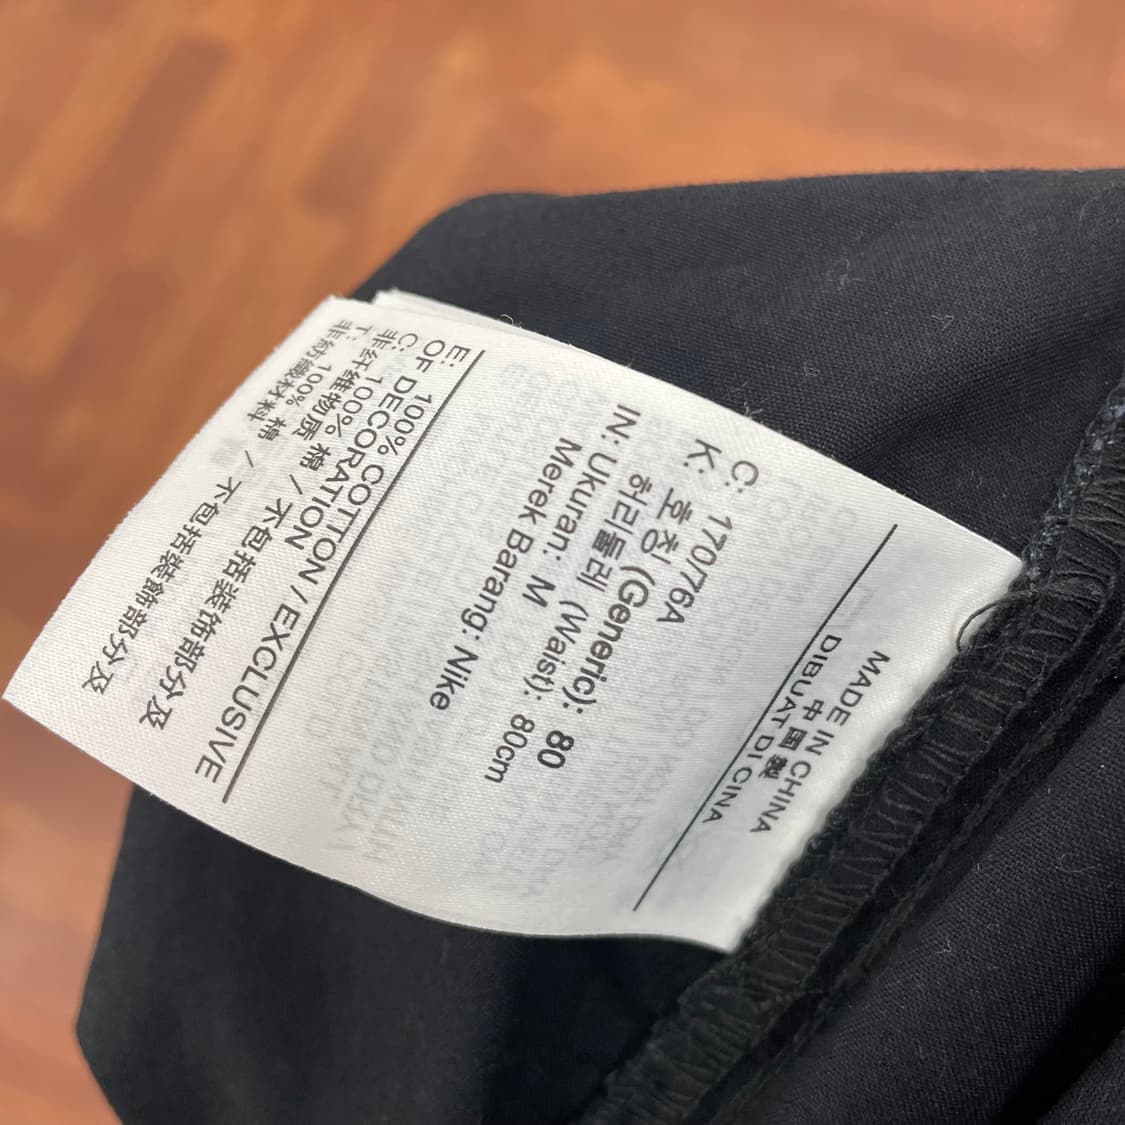 MADE IN CHINA
中国製
DIBUAT DI CINA
C: 170/76A
K: 호칭 (Generic): 80
허리둘레 (Waist): 80cm
IN: Ukuran: M
Merek Barang: Nike
E: 100% COTTON / EXCLUSIVE
OF DECORATION
C: 100% 棉 / 不包括装饰部分及
非纤维物质
T: 100% 棉 / 不包括裝飾部分及
非紡織材料